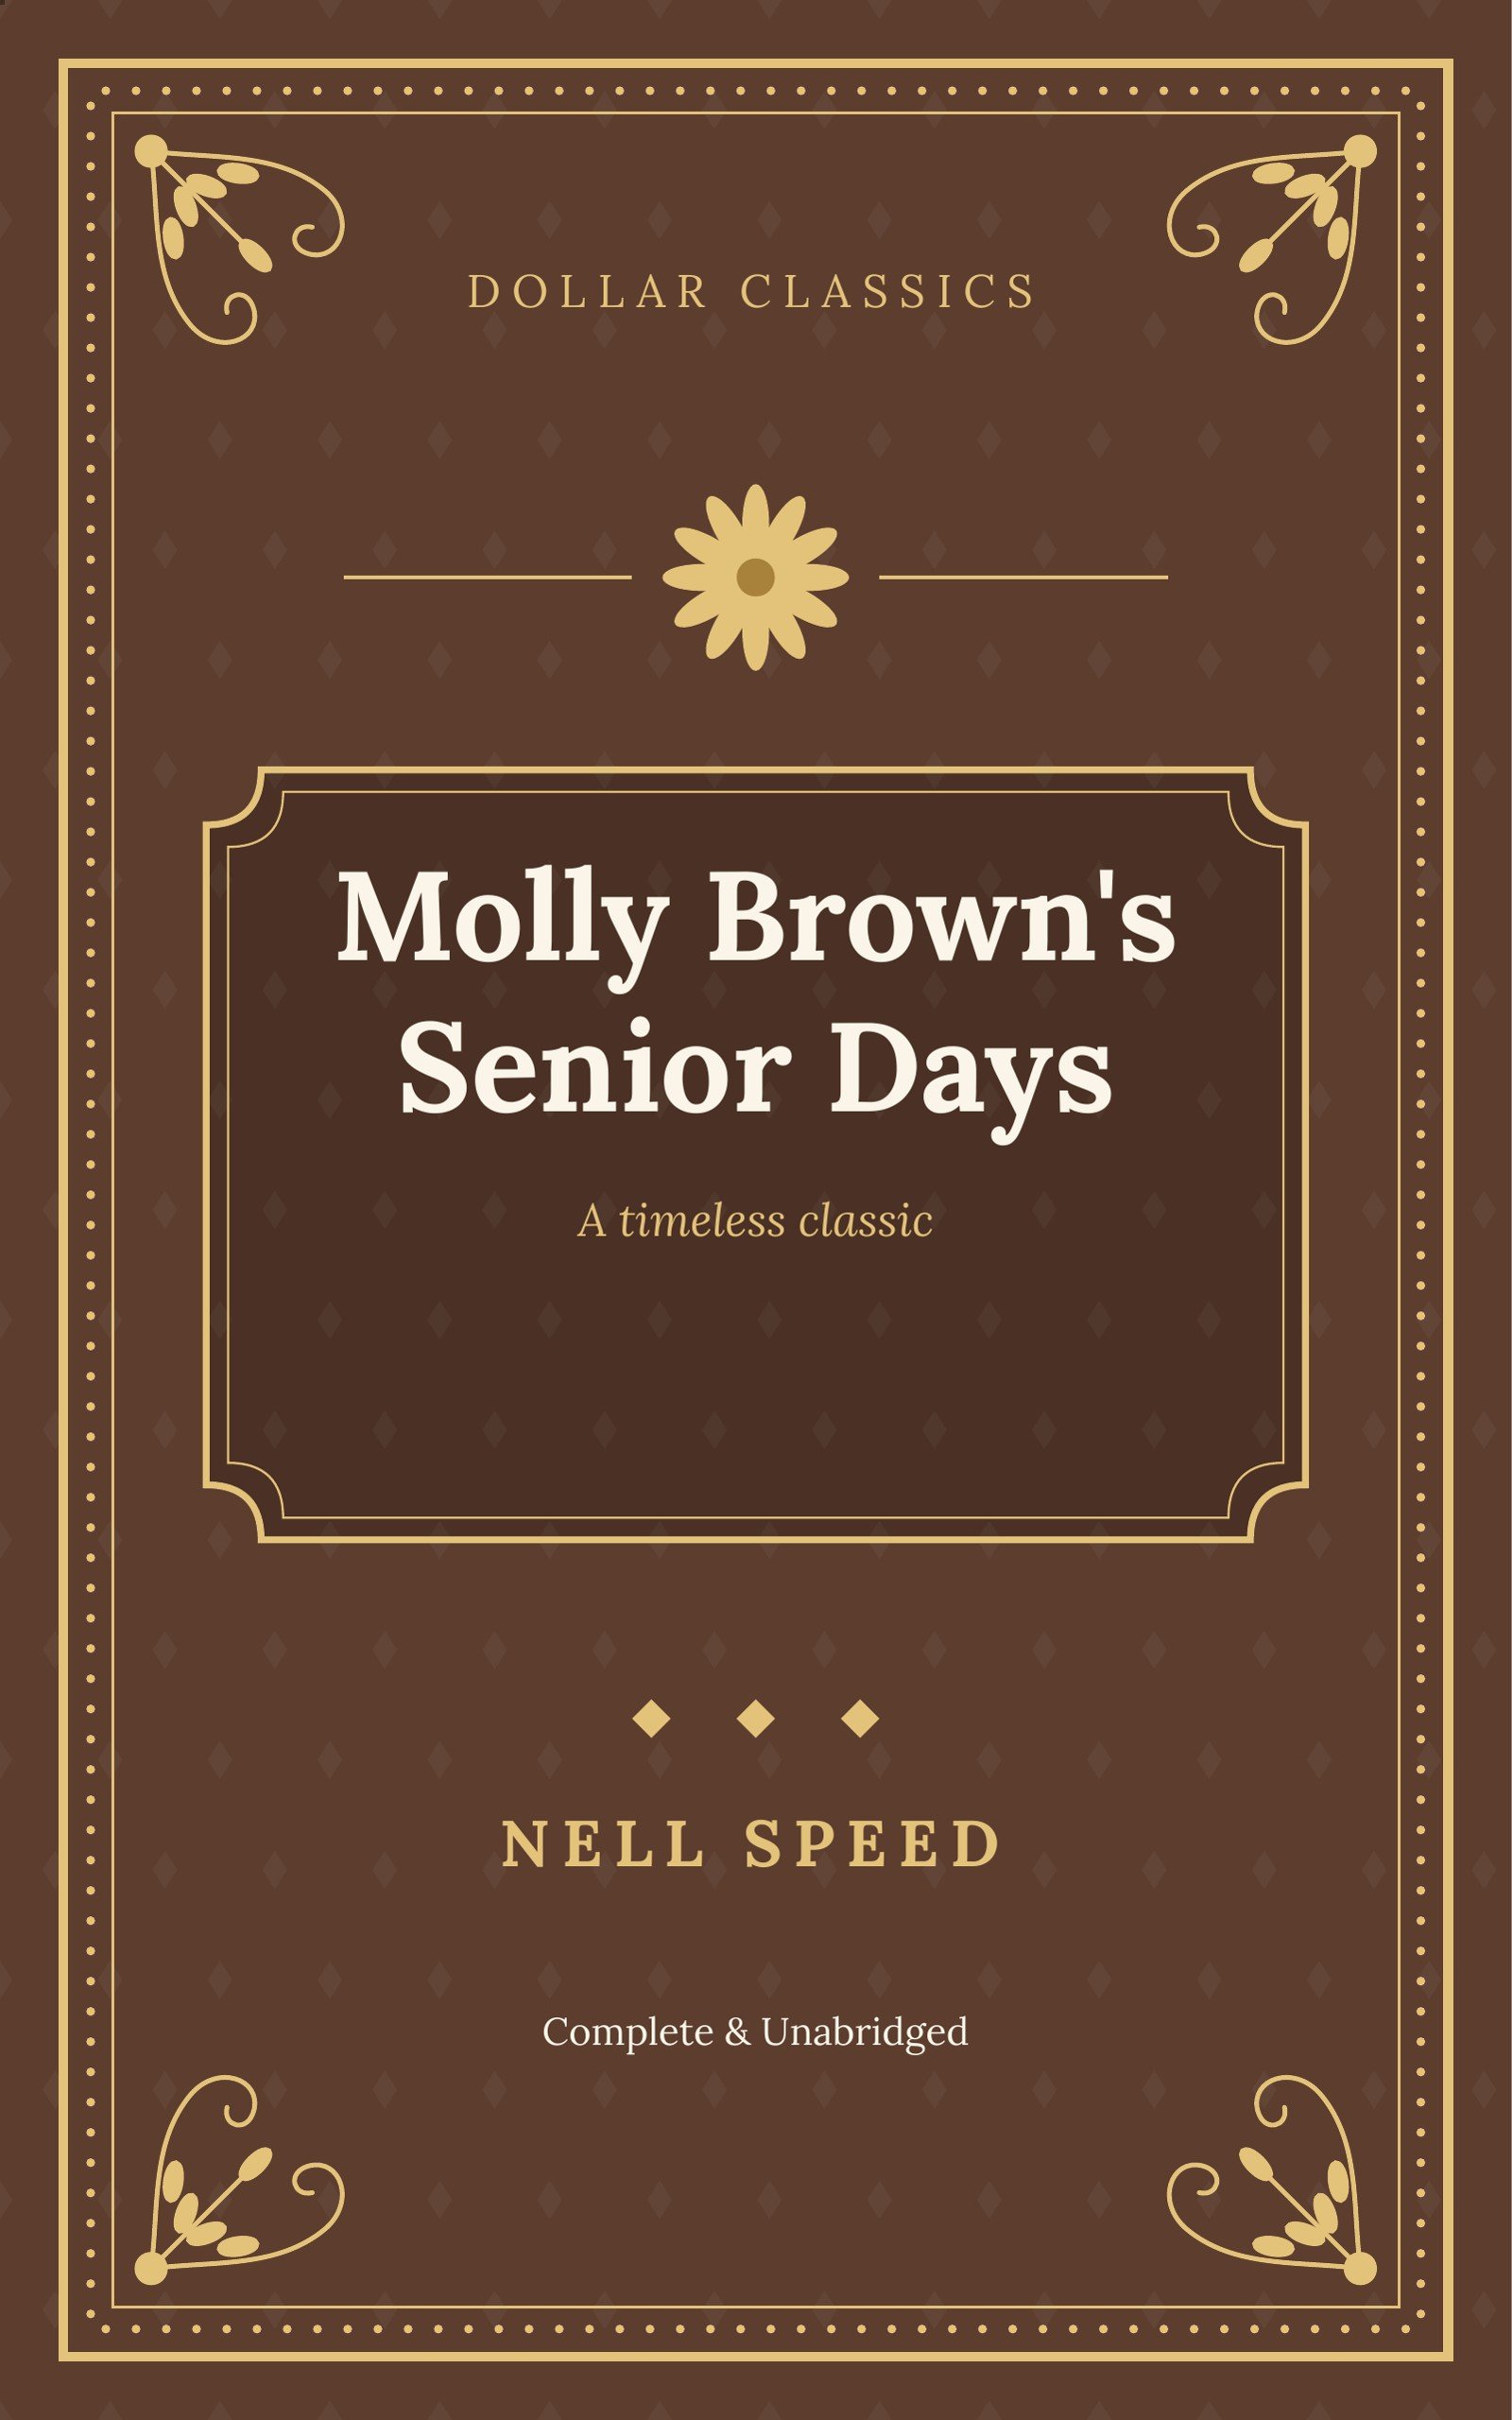 DOLLAR CLASSICS
Molly Brown's
Senior Days
A timeless classic
NELL SPEED
Complete & Unabridged